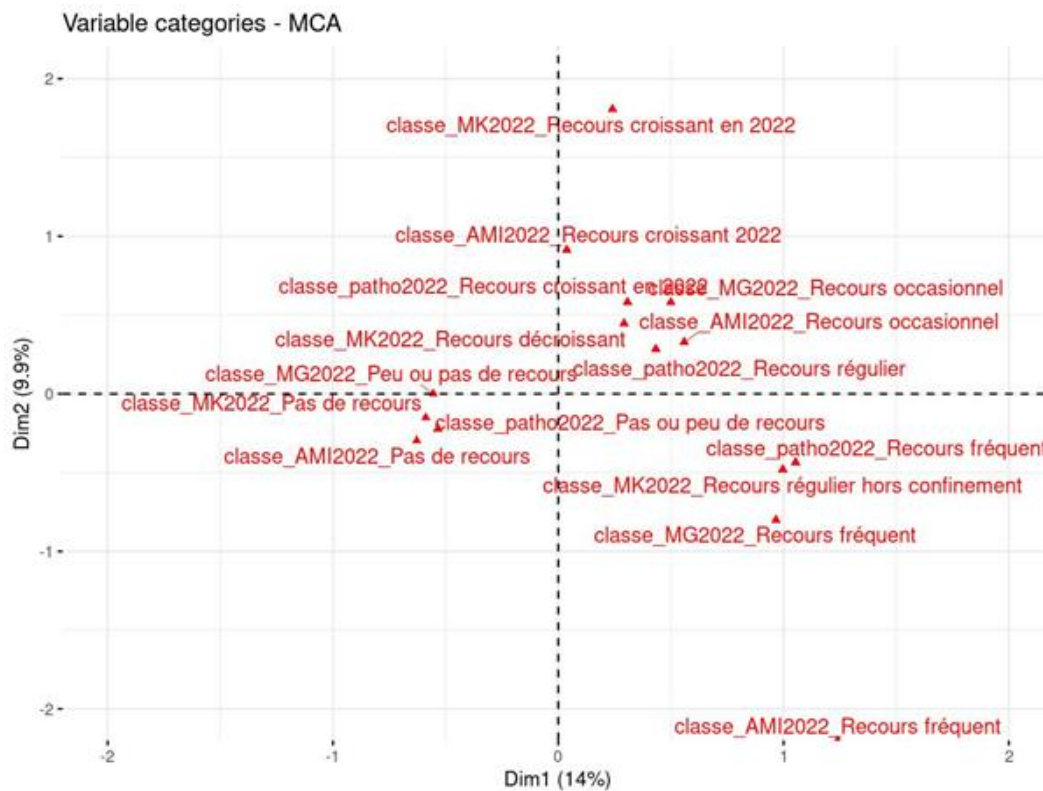 Variable categories - MCA
2
classe_MK2022_Recours croissant en 2022
1
classe_AMI2022_Recours croissant 2022
classe_patho2022_Recours croissant en 2022
classe_MG2022_Recours occasionnel
classe_AMI2022_Recours occasionnel
classe_MK2022_Recours décroissant
classe_patho2022_Recours régulier
classe_MG2022_Peu ou pas de recours
0
classe_MK2022_Pas de recours
classe_patho2022_Pas ou peu de recours
classe_AMI2022_Pas de recours
classe_patho2022_Recours fréquent
classe_MK2022_Recours régulier hors confinement
classe_MG2022_Recours fréquent
-1
-2
classe_AMI2022_Recours fréquent
Dim2 (9.9%)
-2 -1 0 1 2
Dim1 (14%)